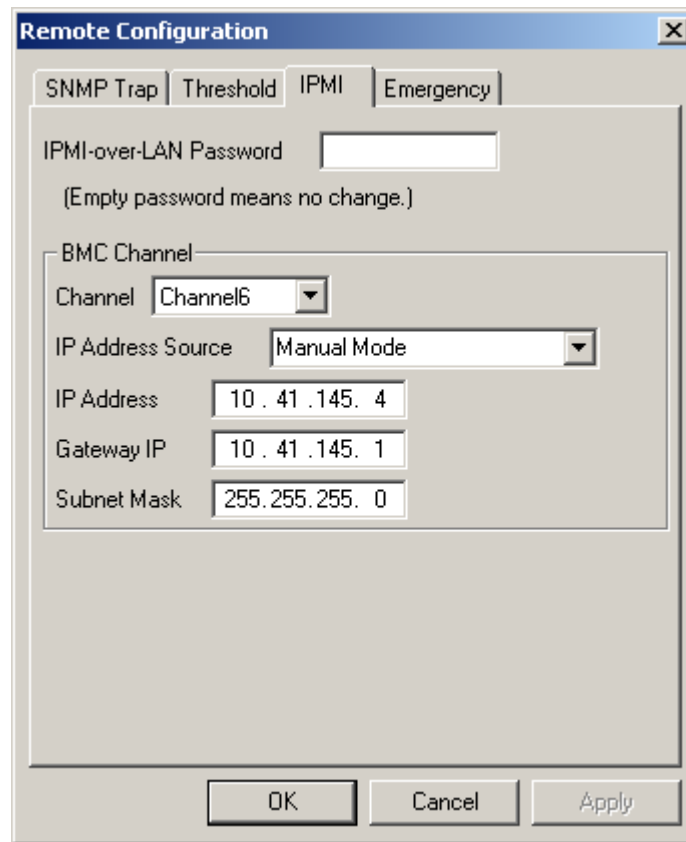 Remote Configuration
SNMP Trap Threshold IPMI Emergency
IPMI-over-LAN Password
(Empty password means no change.)
BMC Channel
Channel Channel6
IP Address Source Manual Mode
IP Address 10 . 41 .145. 4
Gateway IP 10 . 41 .145. 1
Subnet Mask 255.255.255. 0
OK Cancel Apply